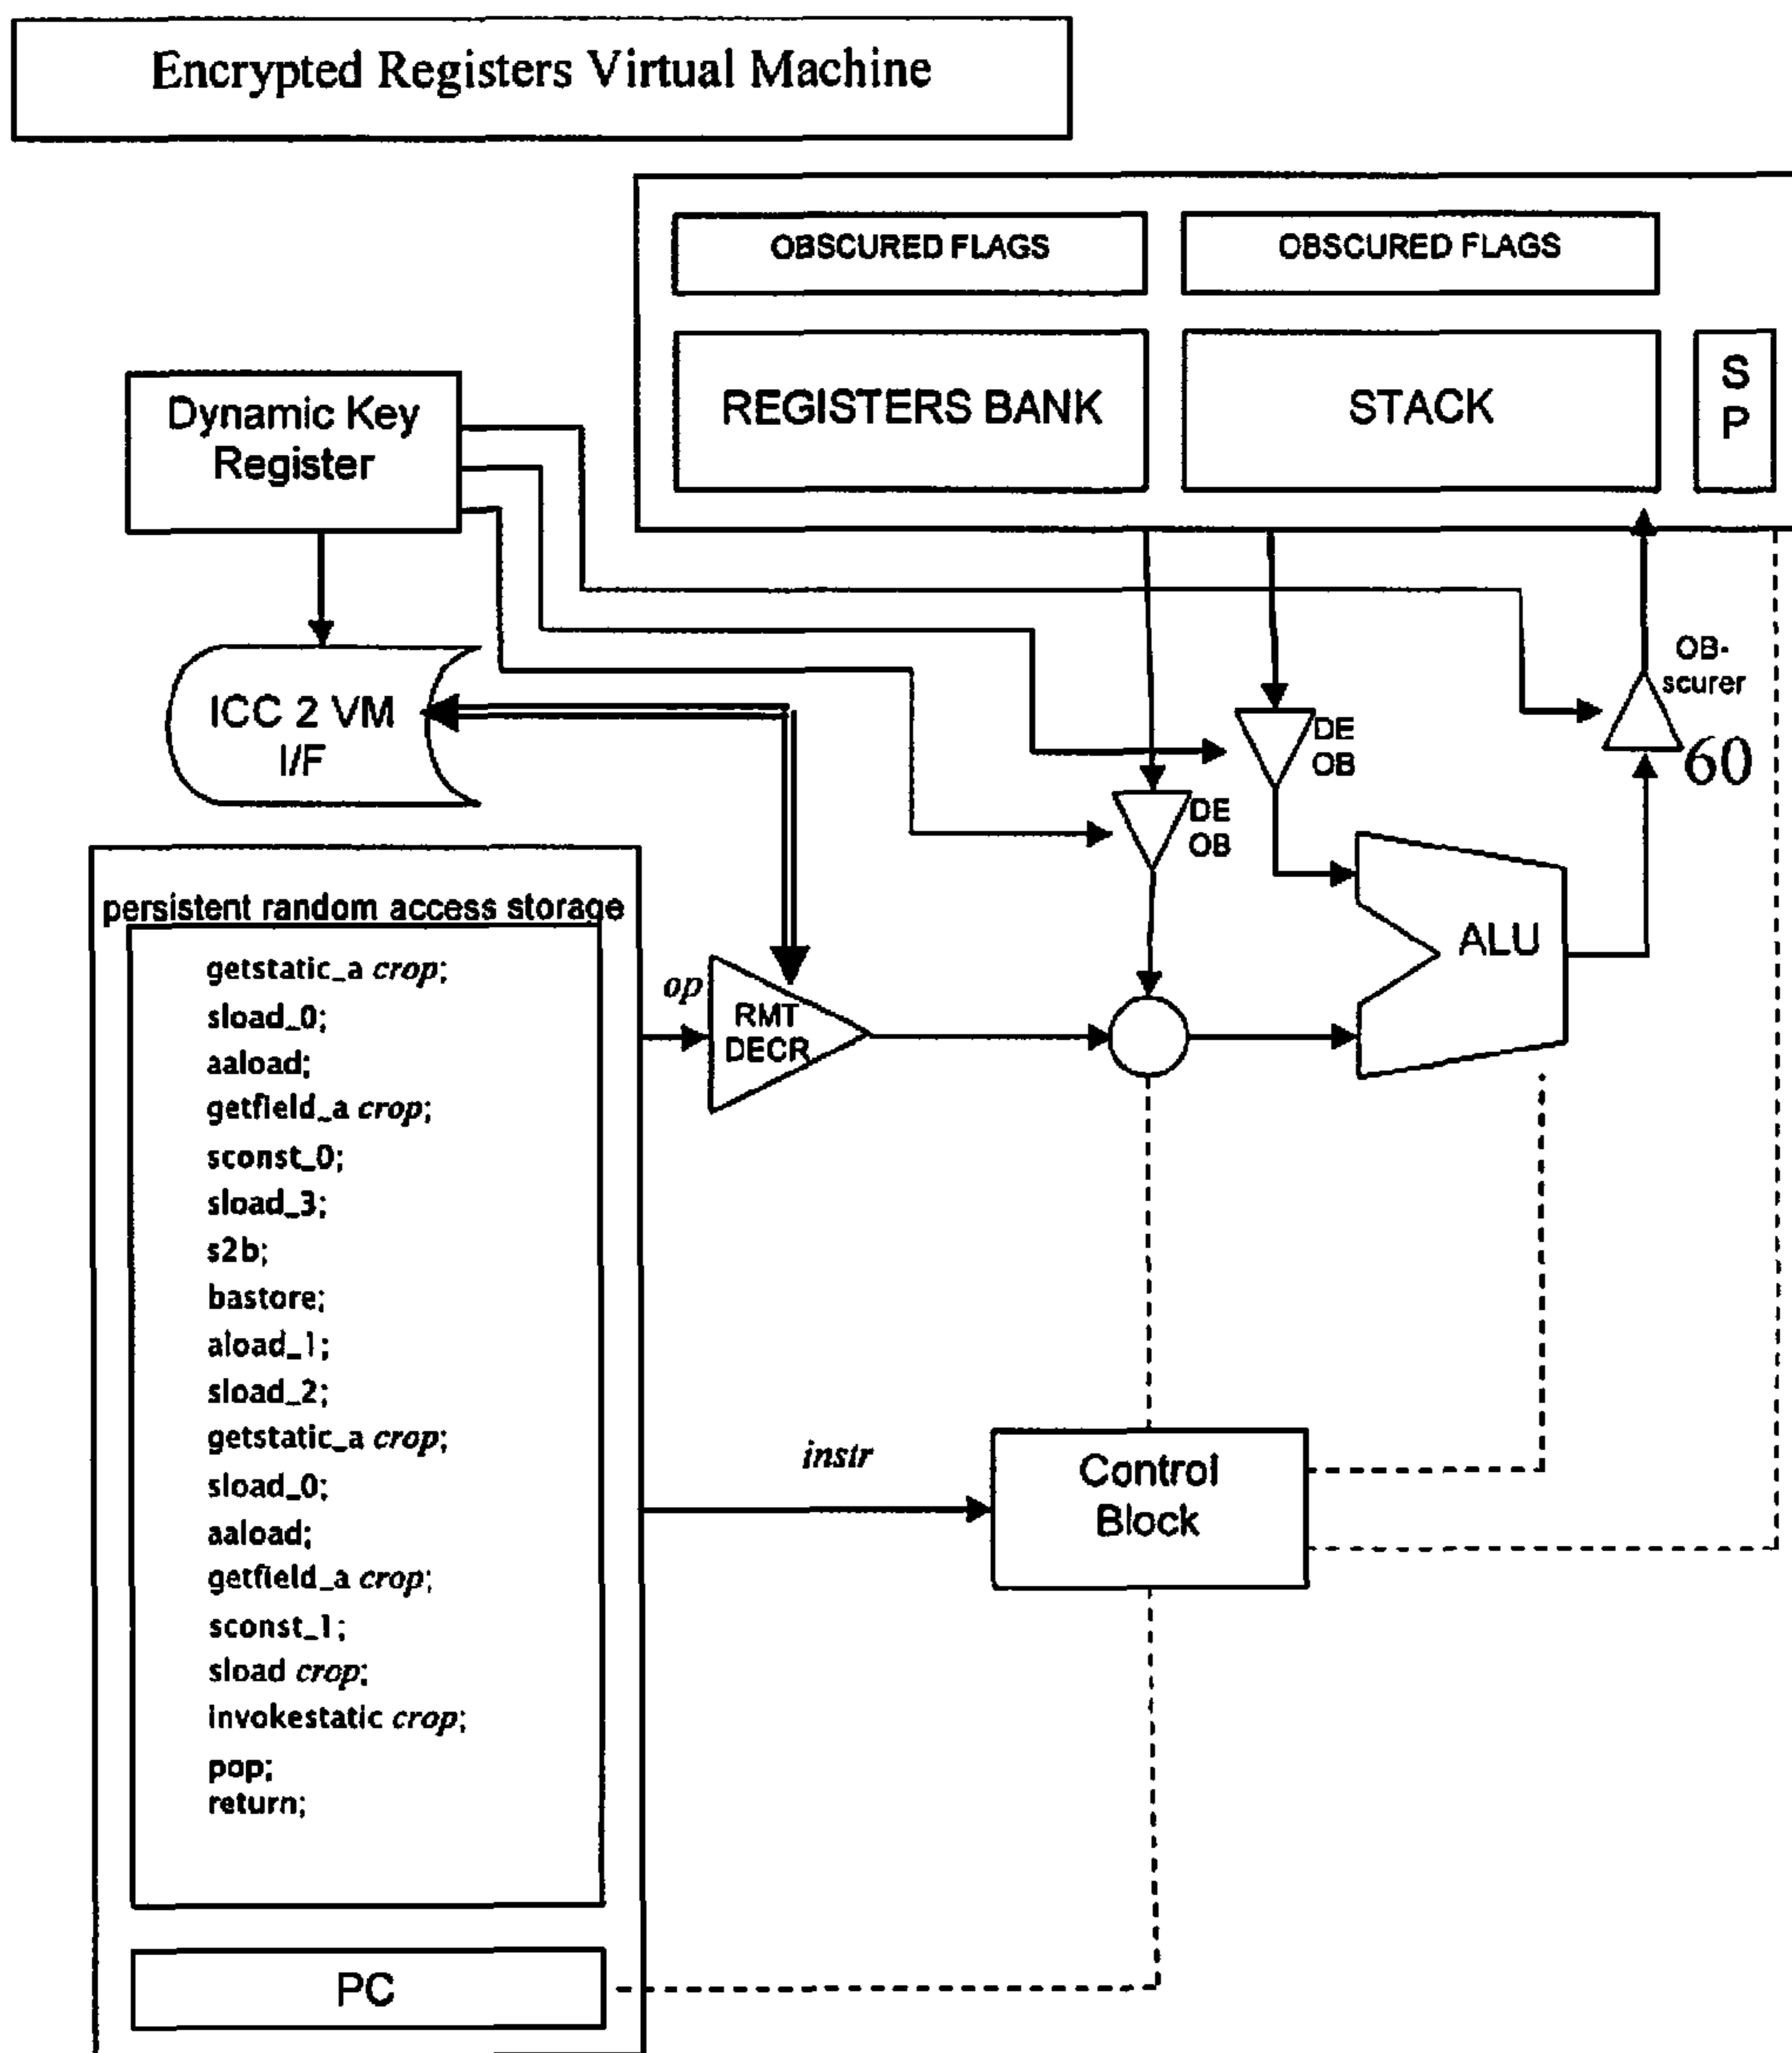 Encrypted Registers Virtual Machine
OBSCURED FLAGS
OBSCURED FLAGS
REGISTERS BANK
STACK
S
P
Dynamic Key
Register
ICC 2 VM
I/F
OB-
scurer
60
DE
OB
DE
OB
ALU
persistent random access storage
getstatic_a crop;
sload_0;
aaload;
getfield_a crop;
sconst_0;
sload_3;
s2b;
bastore;
aload_1;
sload_2;
getstatic_a crop;
sload_0;
aaload;
getfield_a crop;
sconst_1;
sload crop;
invokestatic crop;
pop;
return;
op
RMT
DECR
instr
Control
Block
PC